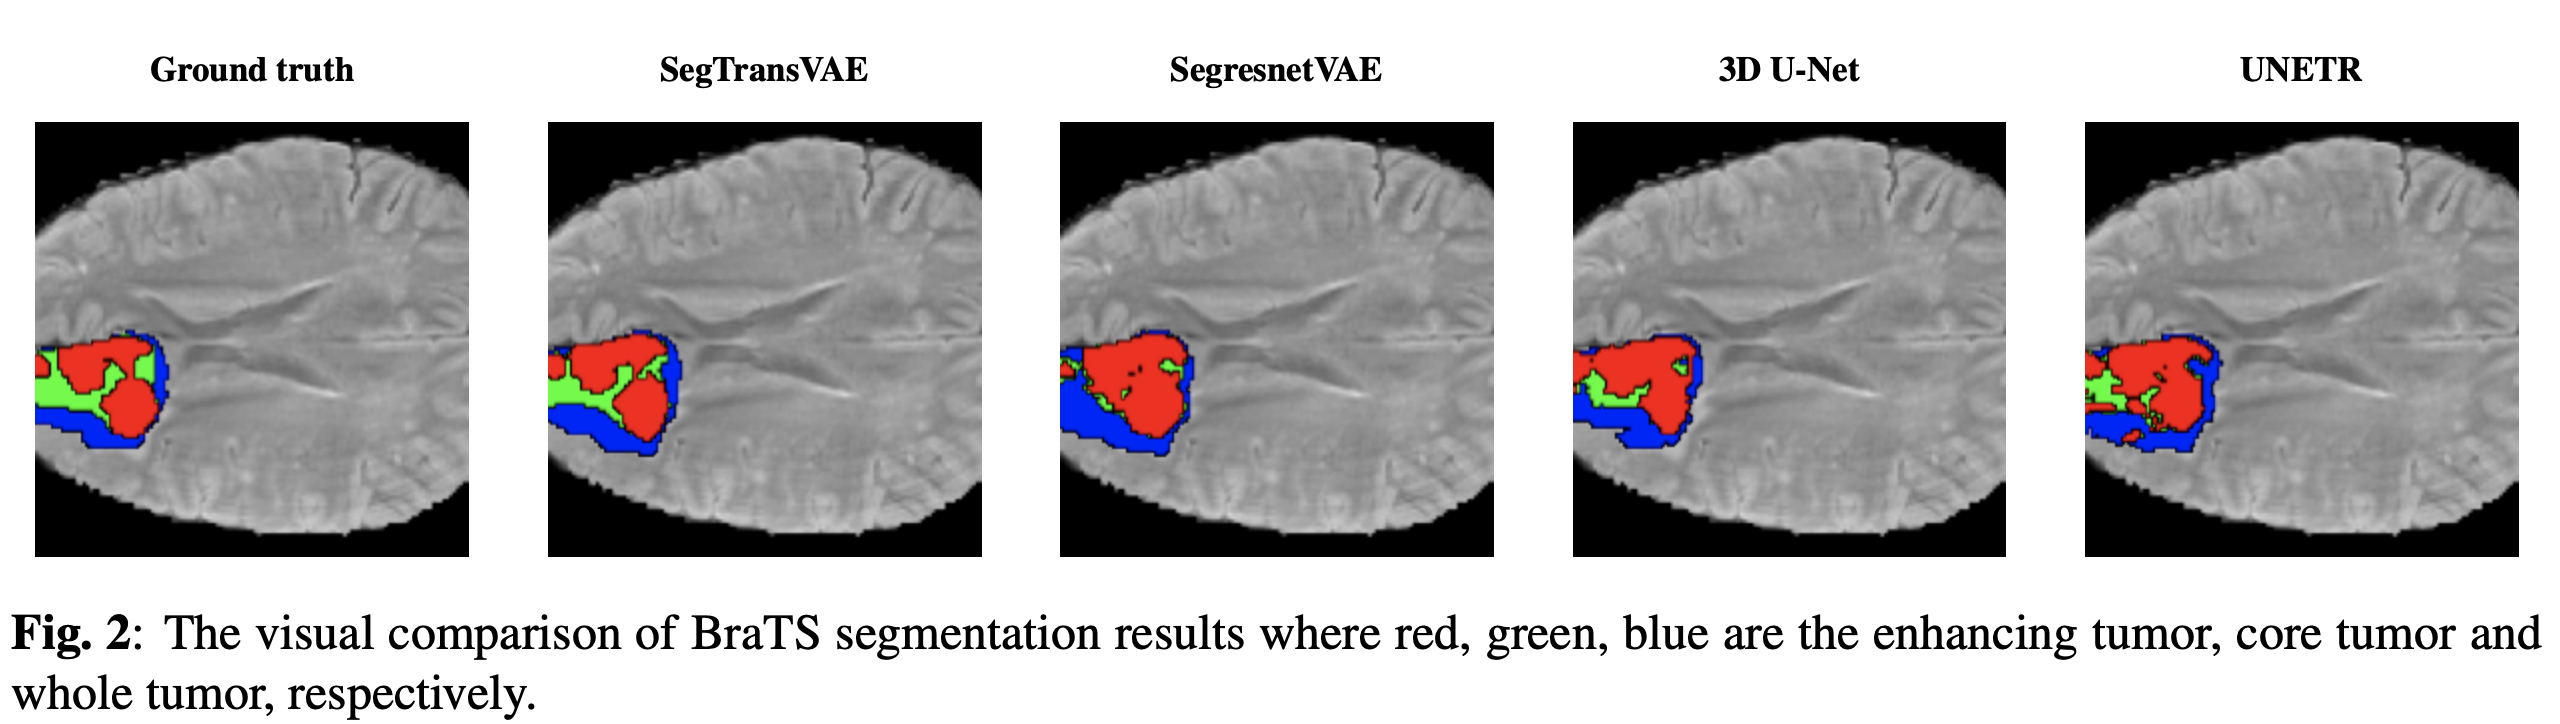 Ground truth SegTransVAE SegresnetVAE 3D U-Net UNETR
Fig. 2: The visual comparison of BraTS segmentation results where red, green, blue are the enhancing tumor, core tumor and
whole tumor, respectively.